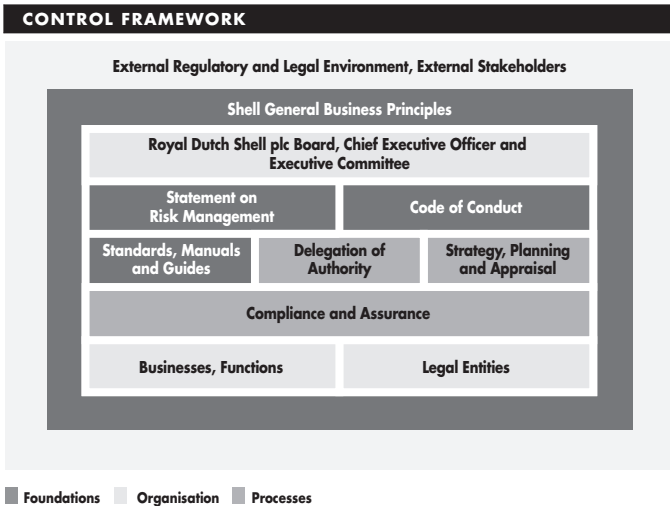 CONTROL FRAMEWORK
External Regulatory and Legal Environment, External Stakeholders
Shell General Business Principles
Royal Dutch Shell plc Board, Chief Executive Officer and
Executive Committee
Statement on
Risk Management
Code of Conduct
Standards, Manuals
and Guides
Delegation of
Authority
Strategy, Planning
and Appraisal
Compliance and Assurance
Businesses, Functions
Legal Entities
Foundations Organisation Processes